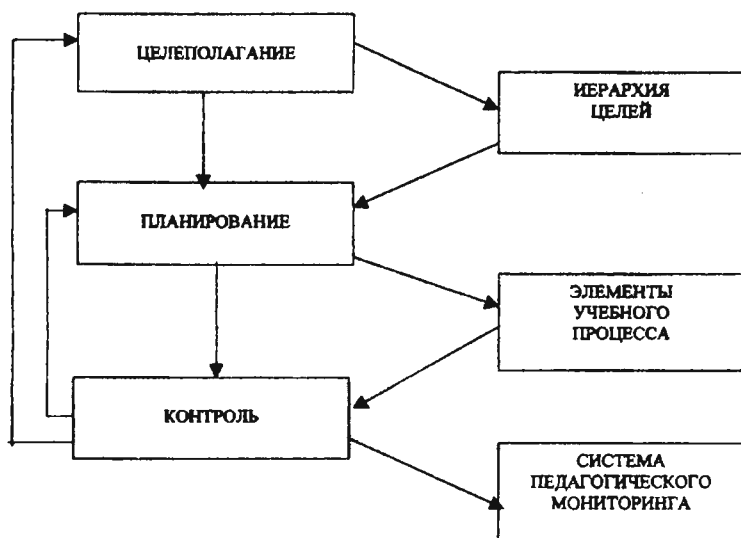 ЦЕЛЕПОЛАГАНИЕ
ИЕРАРХИЯ
ЦЕЛЕЙ
ПЛАНИРОВАНИЕ
ЭЛЕМЕНТЫ
УЧЕБНОГО
ПРОЦЕССА
КОНТРОЛЬ
СИСТЕМА
ПЕДАГОГИЧЕСКОГО
МОНИТОРИНГА